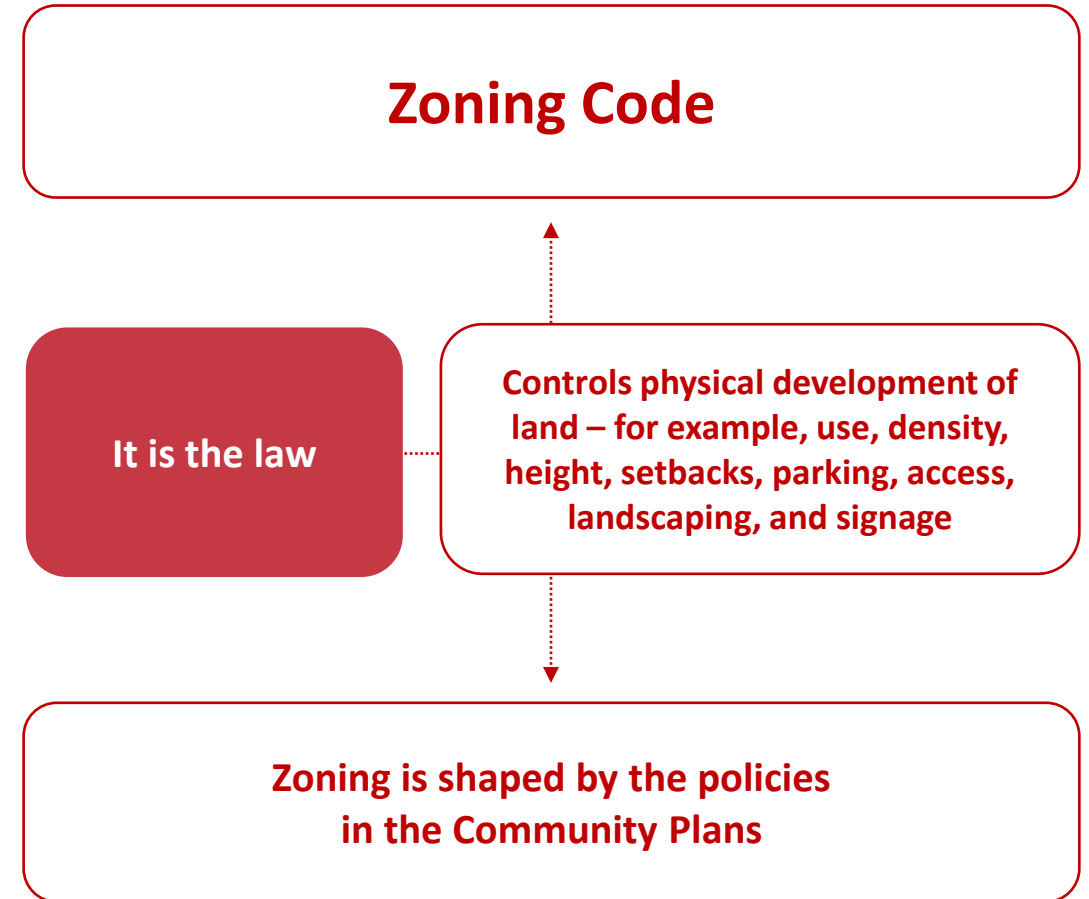 Zoning Code
It is the law
Controls physical development of
land – for example, use, density,
height, setbacks, parking, access,
landscaping, and signage
Zoning is shaped by the policies
in the Community Plans